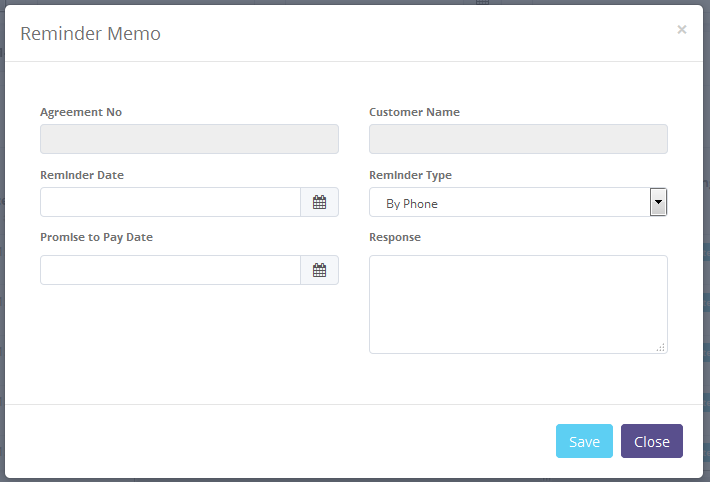 Reminder Memo
×
Agreement No
Customer Name
Reminder Date
Reminder Type
By Phone
Promise to Pay Date
Response
Save
Close